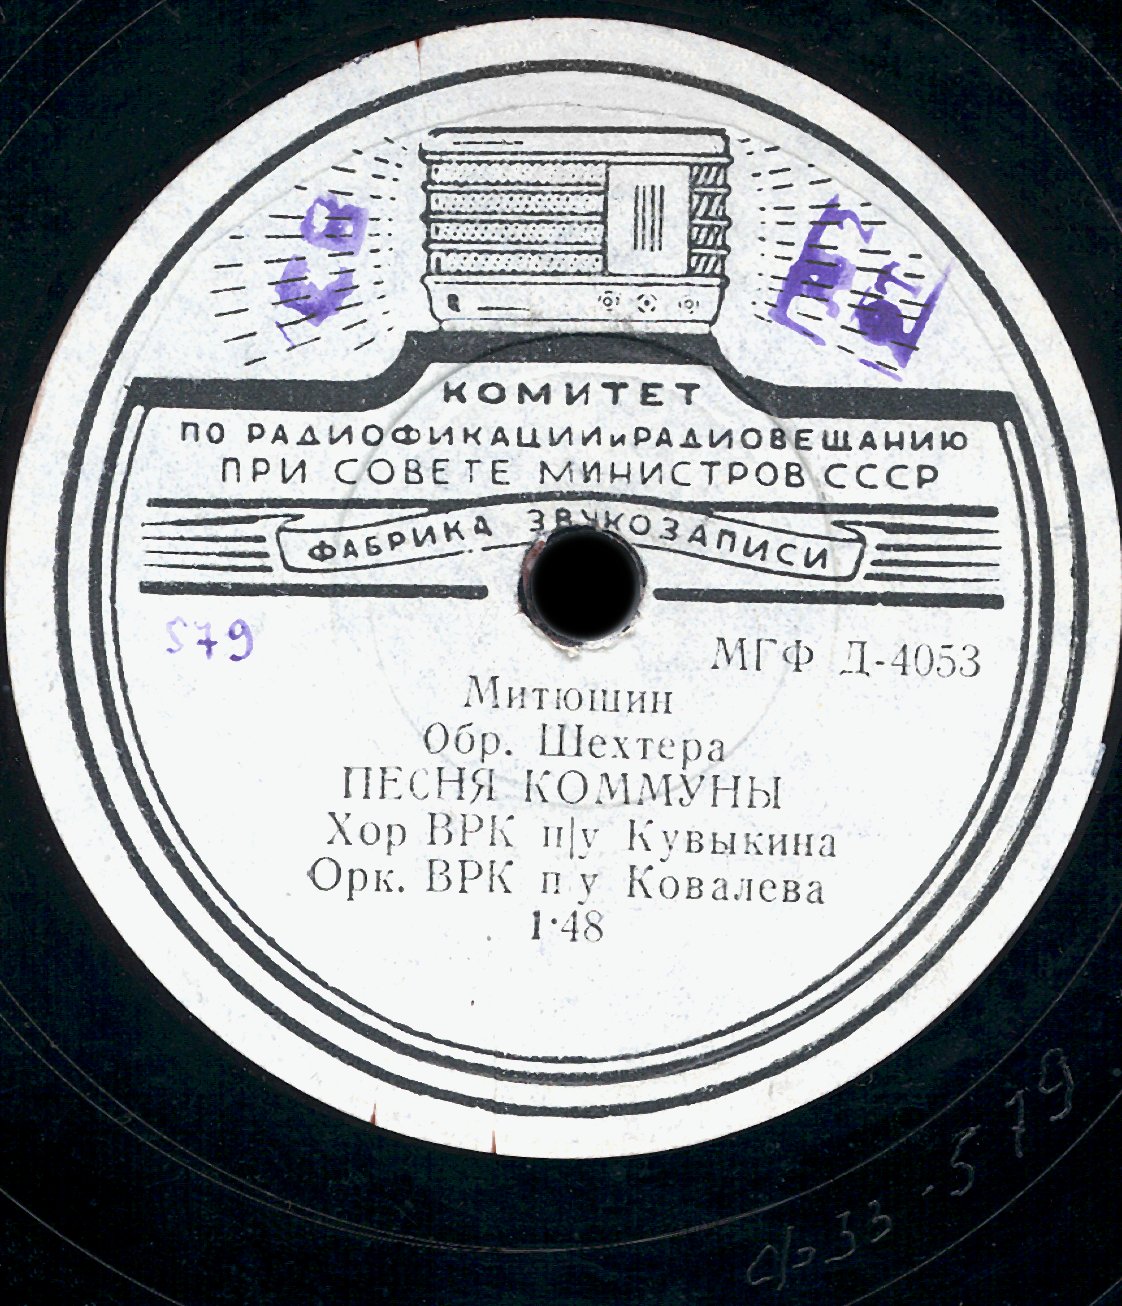 КОМИТЕТ
ПО РАДИОФИКАЦИИ и РАДИОВЕЩАНИЮ
ПРИ СОВЕТЕ МИНИСТРОВ СССР
ФАБРИКА ЗВУКОЗАПИСИ
579
МГФ Д-4053
Митюшин
Обр. Шехтера
ПЕСНЯ КОММУНЫ
Хор ВРК п/у Кувыкина
Орк. ВРК п у Ковалева
1·48
579